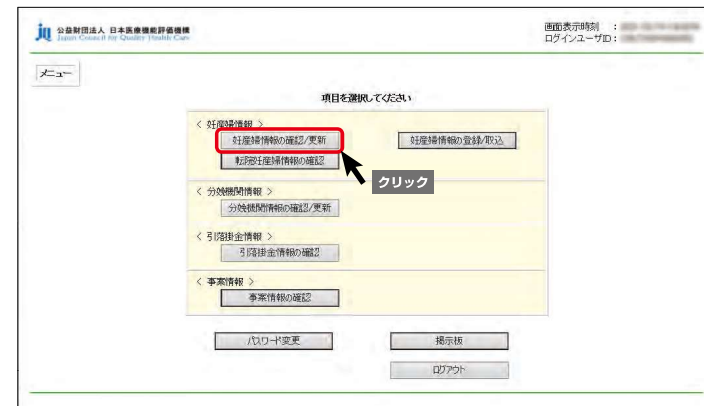 公益財団法人 日本医療機能評価機構
Japan Council for Quality Health Care
画面表示時刻 :
ログインユーザID :
メニュー
項目を選択してください
< 妊産婦情報 >
妊産婦情報の確認/更新
妊産婦情報の登録/取込
転院妊産婦情報の確認
クリック
< 分娩機関情報 >
分娩機関情報の確認/更新
< 引落掛金情報 >
引落掛金情報の確認
< 事案情報 >
事案情報の確認
パスワード変更
掲示板
ログアウト